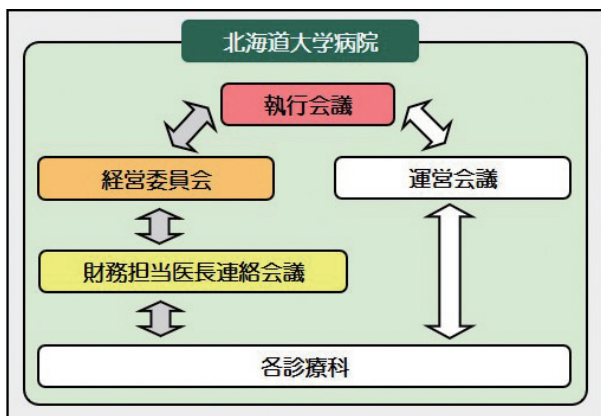 北海道大学病院
執行会議
経営委員会
運営会議
財務担当医長連絡会議
各診療科